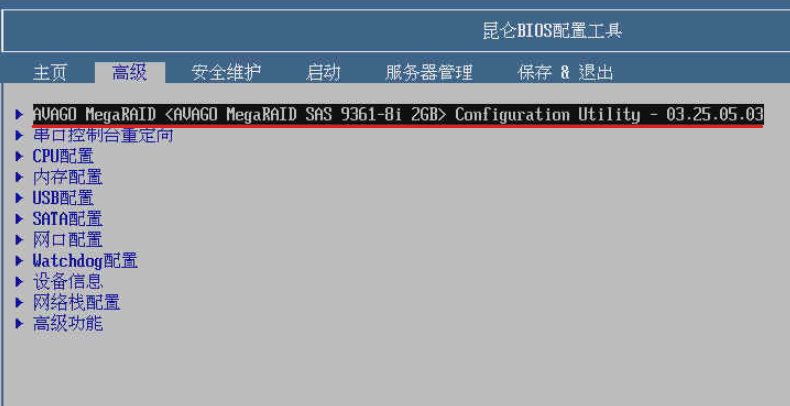 昆仑BIOS配置工具
主页 高级 安全维护 启动 服务器管理 保存 & 退出
AVAGO MegaRAID <AVAGO MegaRAID SAS 9361-8i 2GB> Configuration Utility - 03.25.05.03
串口控制台重定向
CPU配置
内存配置
USB配置
SATA配置
网口配置
Watchdog配置
设备信息
网络栈配置
高级功能